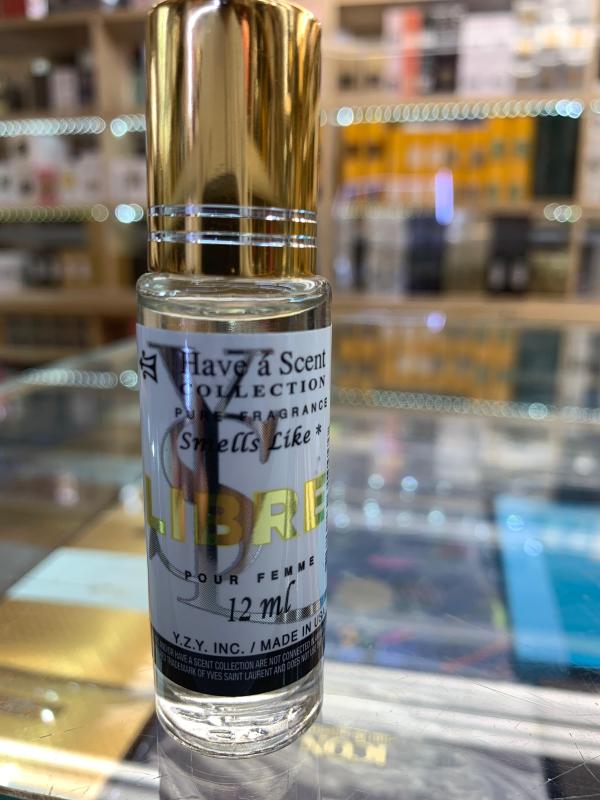 Have á Scent
COLLECTION
PURE FRAGRANCE
Smells Like *
LIBRE
POUR FEMME
12 ml
Y.Z.Y. INC. / MADE IN USA
HAVE A SCENT COLLECTION ARE NOT CONNECTED
TRADEMARK OF YVES SAINT LAURENT AND DOES NOT
ICON